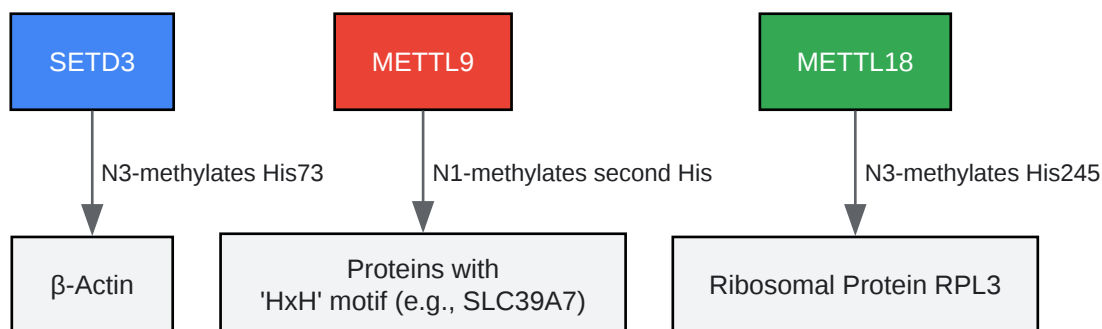 SETD3
METTL9
METTL18
N3-methylates His73
N1-methylates second His
N3-methylates His245
β-Actin
Proteins with
'HxH' motif (e.g., SLC39A7)
Ribosomal Protein RPL3